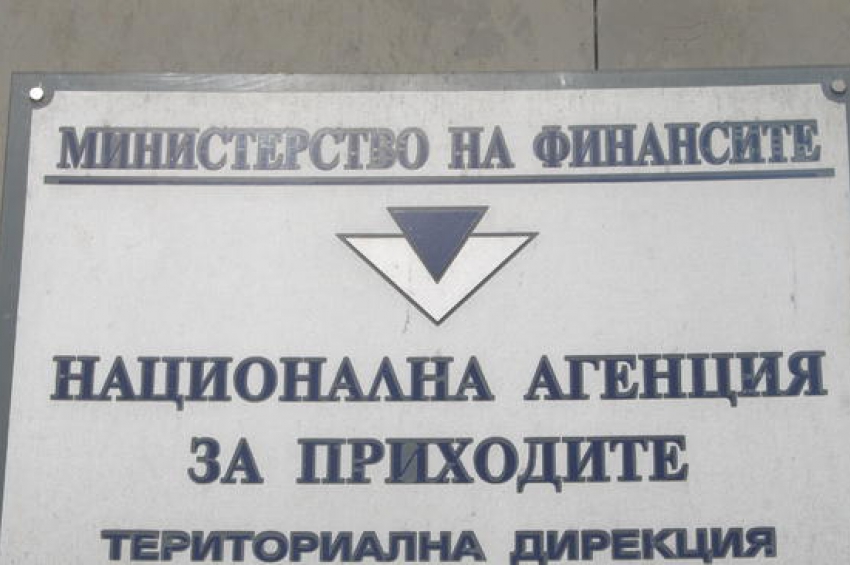 МИНИСТЕРСТВО НА ФИНАНСИТЕ
НАЦИОНАЛНА АГЕНЦИЯ
ЗА ПРИХОДИТЕ
ТЕРИТОРИАЛНА ДИРЕКЦИЯ